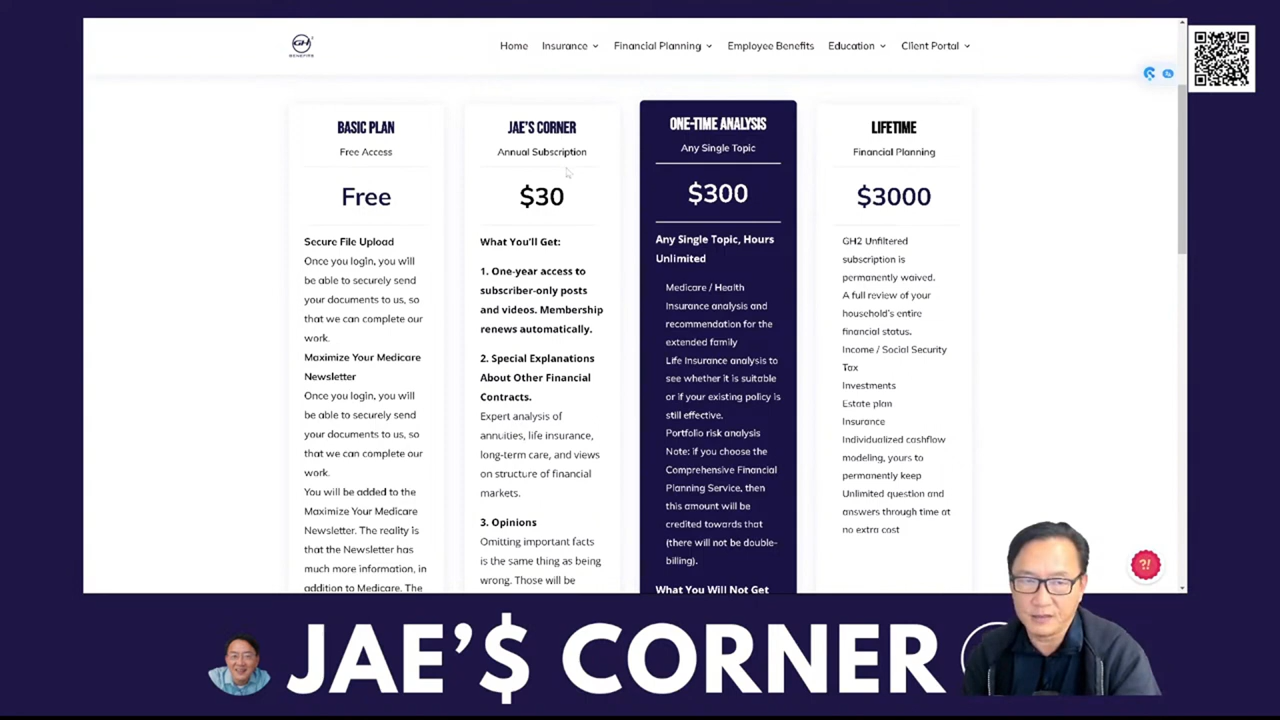 GH
BENEFITS
Home Insurance Financial Planning Employee Benefits Education Client Portal
BASIC PLAN
Free Access
Free
Secure File Upload
Once you login, you will
be able to securely send
your documents to us, so
that we can complete our
work.
Maximize Your Medicare
Newsletter
Once you login, you will
be able to securely send
your documents to us, so
that we can complete our
work.
You will be added to the
Maximize Your Medicare
Newsletter. The reality is
that the Newsletter has
much more information, in
addition to Medicare. The
JAE'S CORNER
Annual Subscription
$30
What You'll Get:
1. One-year access to
subscriber-only posts
and videos. Membership
renews automatically.
2. Special Explanations
About Other Financial
Contracts.
Expert analysis of
annuities, life insurance,
long-term care, and views
on structure of financial
markets.
3. Opinions
Omitting important facts
is the same thing as being
wrong. Those will be
ONE-TIME ANALYSIS
Any Single Topic
$300
Any Single Topic, Hours
Unlimited
Medicare / Health
Insurance analysis and
recommendation for the
extended family
Life Insurance analysis to
see whether it is suitable
or if your existing policy is
still effective.
Portfolio risk analysis
Note: if you choose the
Comprehensive Financial
Planning Service, then
this amount will be
credited towards that
(there will not be double-
billing).
What You Will Not Get
LIFETIME
Financial Planning
$3000
GH2 Unfiltered
subscription is
permanently waived.
A full review of your
household's entire
financial status.
Income / Social Security
Tax
Investments
Estate plan
Insurance
Individualized cashflow
modeling, yours to
permanently keep
Unlimited question and
answers through time at
no extra cost
?!
JAE'$ CORNER